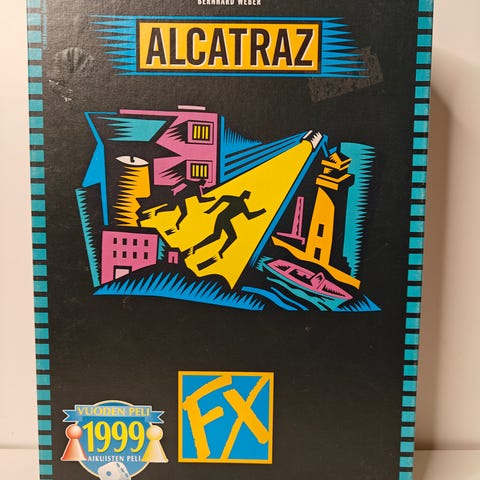 BERNHARD WEBER
ALCATRAZ
FX
VUODEN PELI
1999
AIKUISTEN PELI